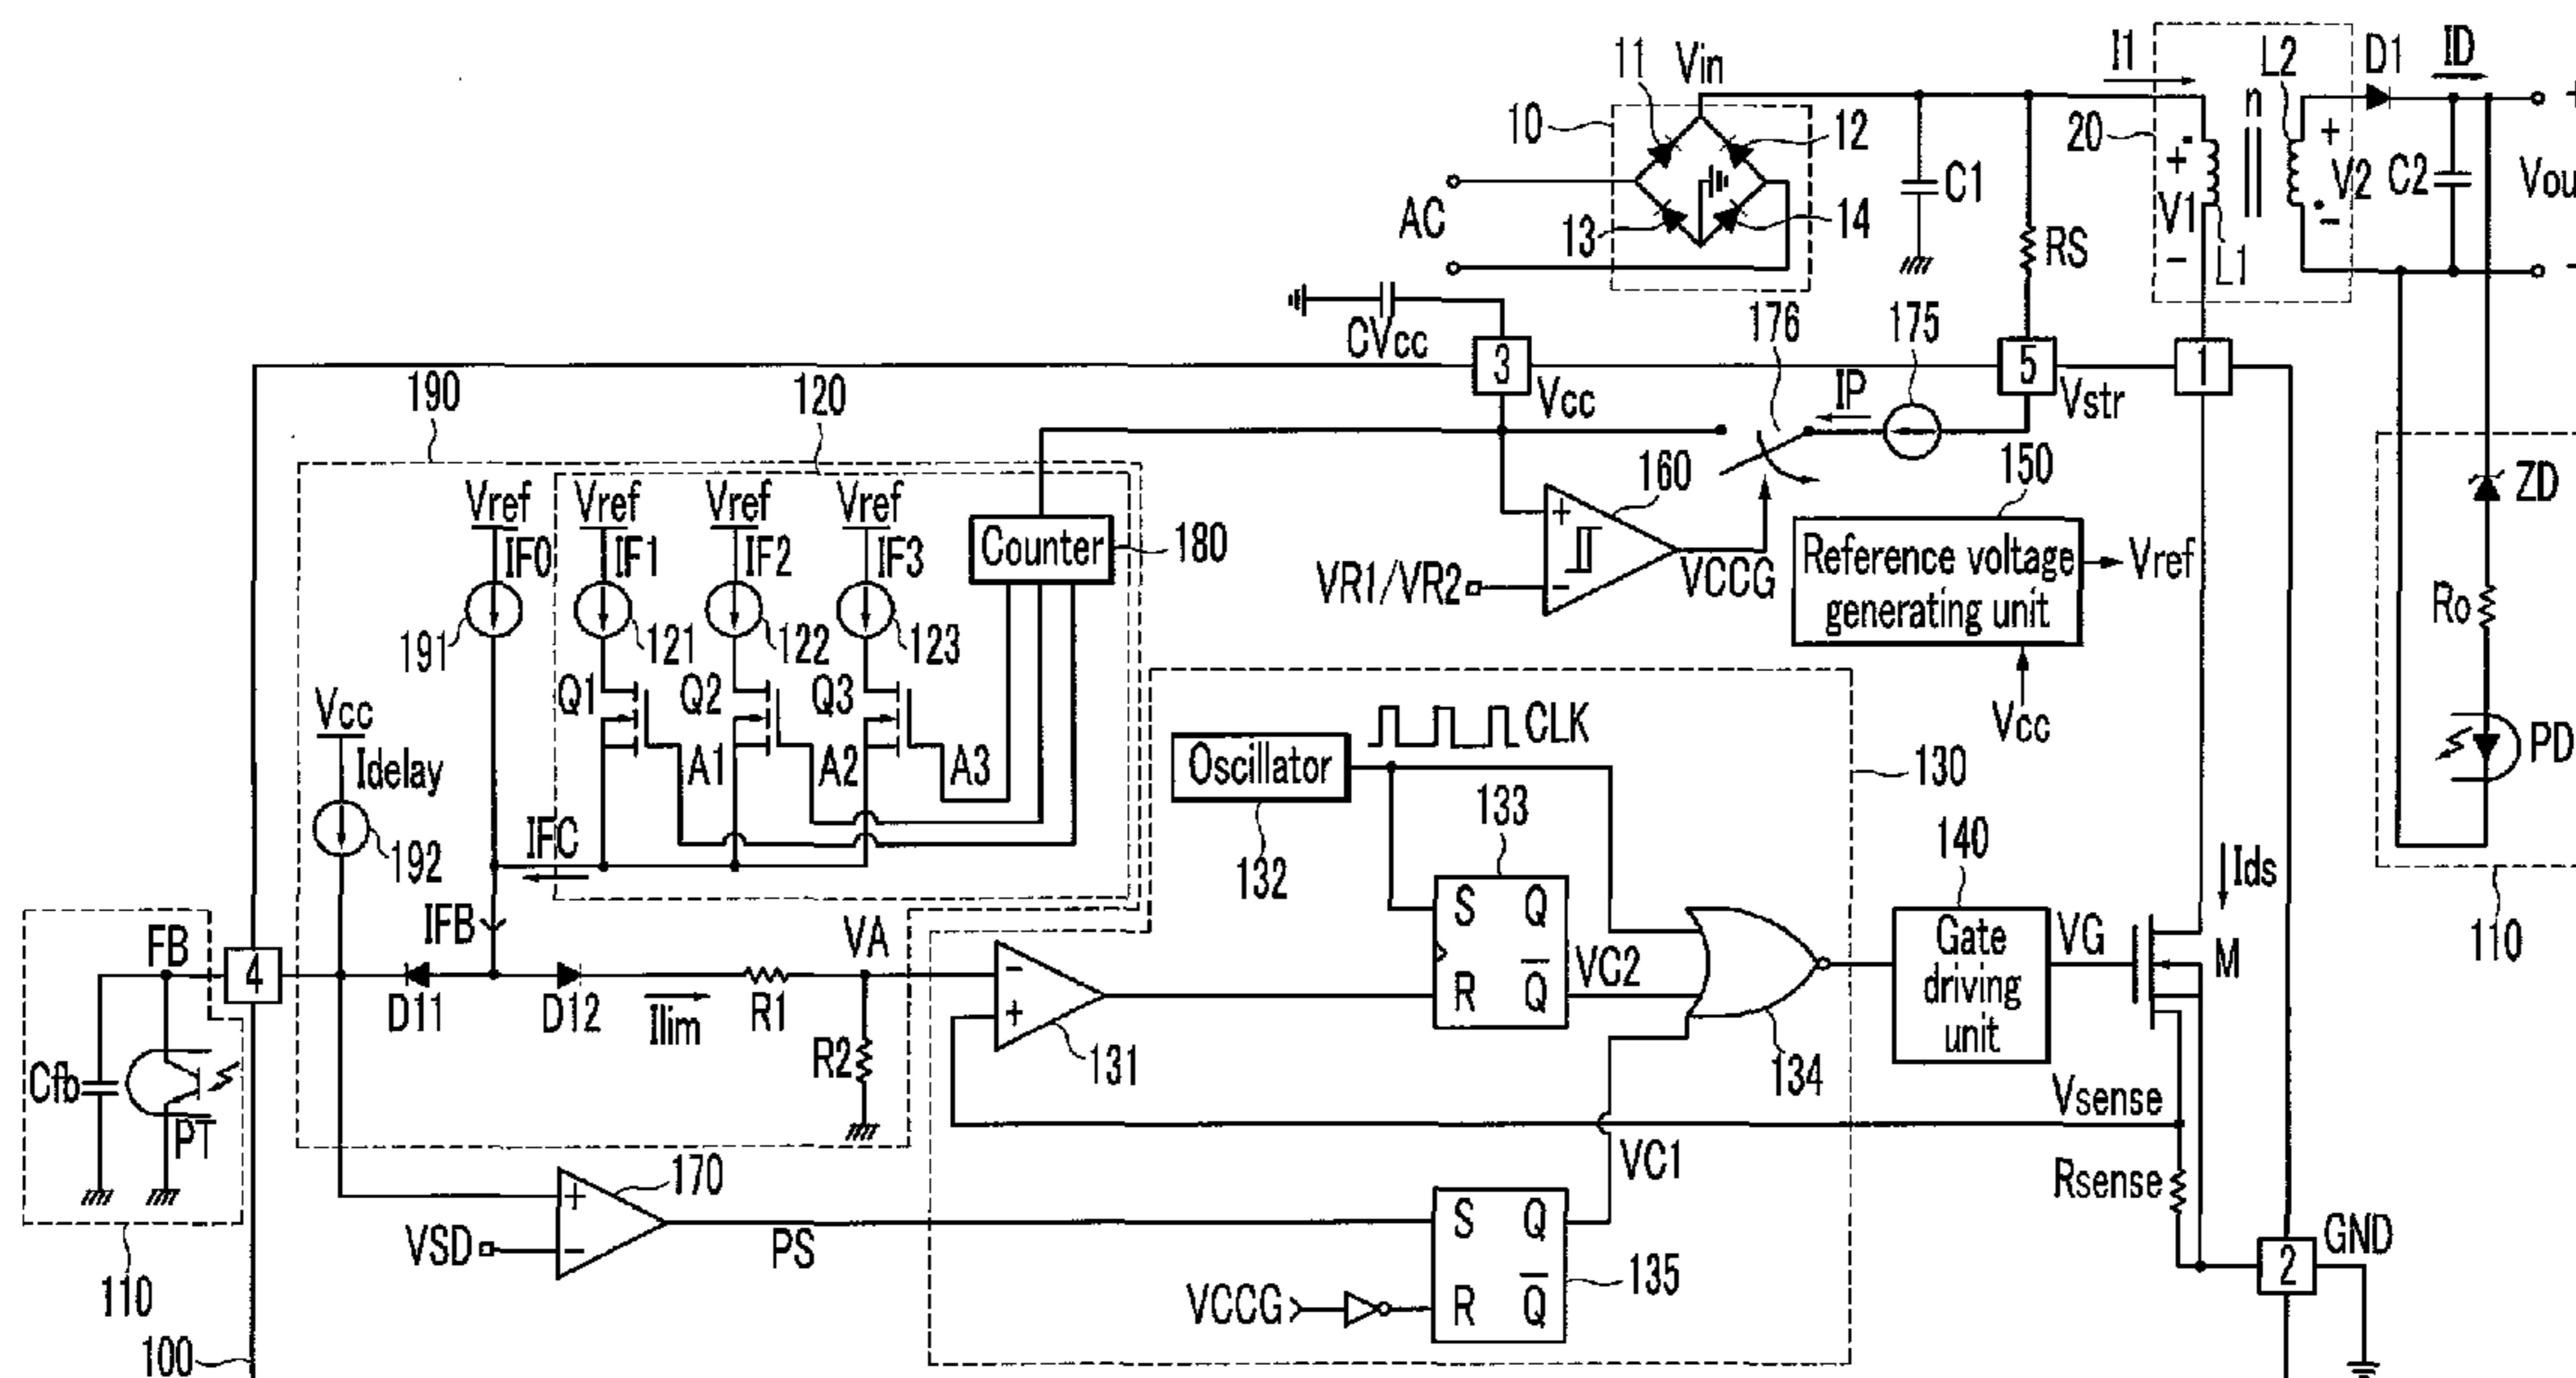 11
Vin
I1
L2
D1
ID
10
12
20
n
+
+
+
C1
V1
V2
C2
AC
13
14
RS
-
-
L1
-
CVcc
176
175
3
5
1
190
120
Vcc
IP
Vstr
160
150
ZD
Vref
Vref
Vref
Vref
IF0
IF1
IF2
IF3
Counter
180
+
VR1/VR2
-
VCCG
Reference voltage
generating unit
Vref
Ro
191
121
122
123
Q1
Q2
Q3
Vcc
Vcc
CLK
Idelay
A1
A2
A3
Oscillator
130
PD
133
192
IFC
132
140
Ids
IFB
VA
S
Q
Gate
driving
unit
VG
M
110
FB
4
-
VC2
D11
D12
Ilim
R1
+
R
Q̅
Cfb
R2
131
134
PT
Vsense
170
VC1
Rsense
+
S
Q
VSD
-
PS
GND
2
110
135
VCCG
R
Q̅
100